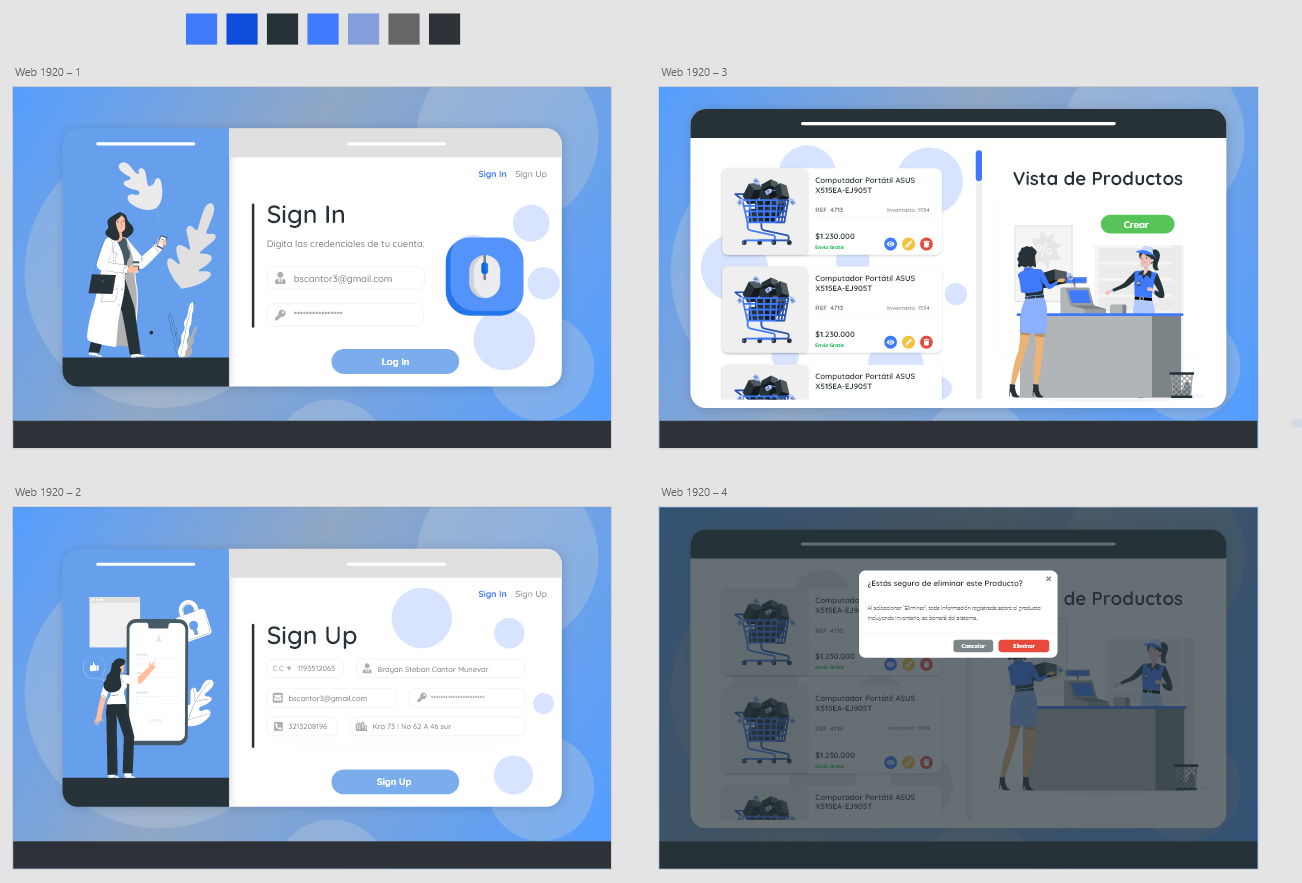 Web 1920 – 1
Sign In Sign Up
Sign In
Digita las credenciales de tu cuenta.
bscantor3@gmail.com
****************
Log In
Web 1920 – 3
Computador Portátil ASUS
X515EA-EJ905T
REF 4713 Inventario: 1594
$1.230.000
Envío Gratis
Computador Portátil ASUS
X515EA-EJ905T
REF 4713 Inventario: 1594
$1.230.000
Envío Gratis
Computador Portátil ASUS
X515EA-EJ905T
Vista de Productos
Crear
Web 1920 – 2
Sign In Sign Up
Sign Up
C.C 1193512063 Brayan Steban Cantor Munevar
bscantor3@gmail.com *********************
3213208196 Kra 73 I No 62 A 46 sur
Sign Up
Web 1920 – 4
¿Estás seguro de eliminar este Producto?
Al seleccionar "Eliminar", toda información registrada sobre el producto
incluyendo inventario, se borrará del sistema.
Cancelar Eliminar
Computad
X515EA-EJ
REF 4713
$1.230.000
Envío Gratis
Computador Portátil ASUS
X515EA-EJ905T
REF 4713 Inventario: 1594
$1.230.000
Envío Gratis
Computador Portátil ASUS
X515EA-EJ905T
de Productos